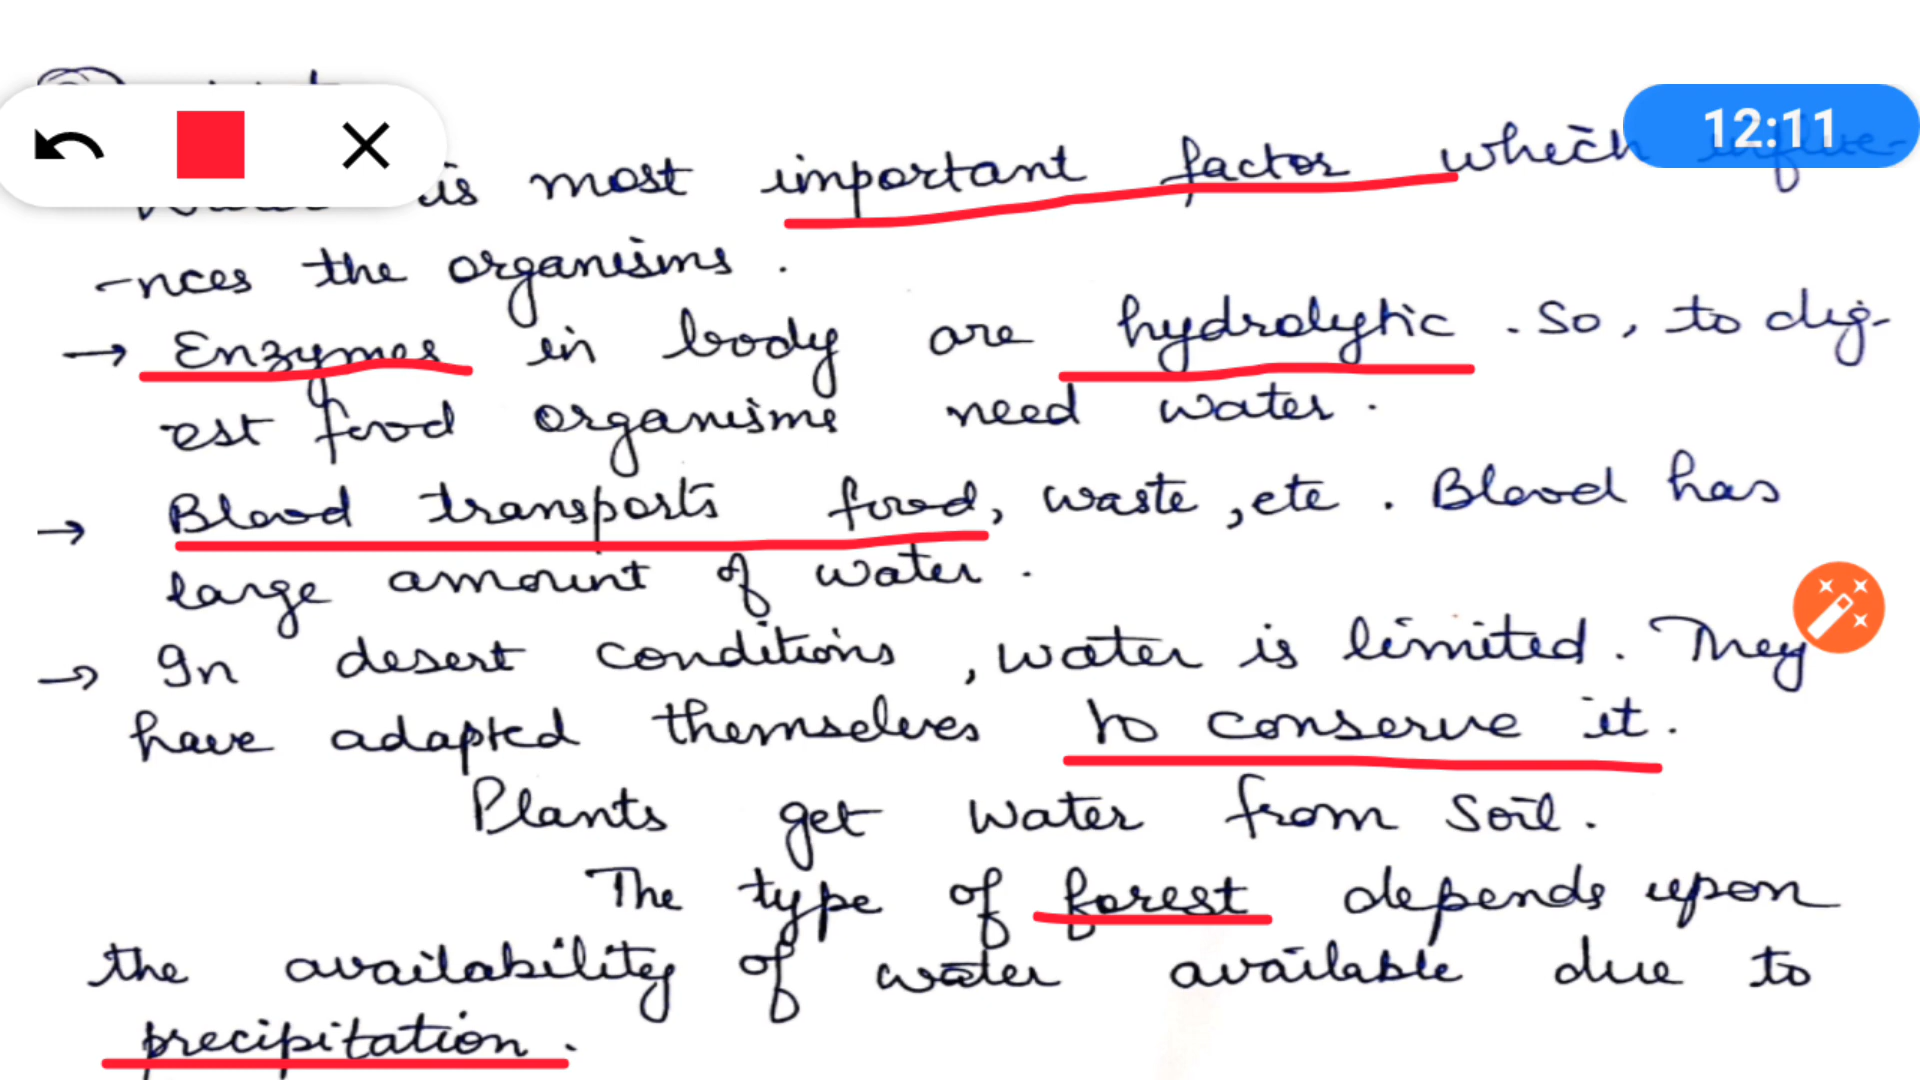 12:11
is most important factor which influe-
-nces the organisms.
→ Enzymes in body are hydrolytic. So, to dig-
est food organisms need water.
→ Blood transports food, waste, etc. Blood has
large amount of water.
→ In desert conditions, water is limited. They
have adapted themselves to conserve it.
Plants get water from soil.
The type of forest depends upon
the availability of water available due to
precipitation.